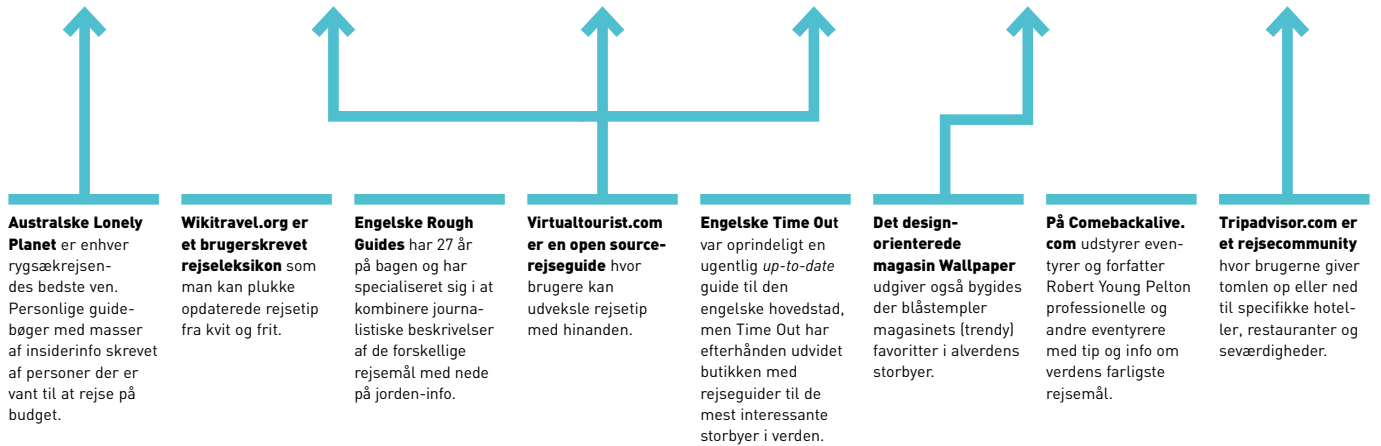 Australske Lonely
Planet er enhver
rygsækrejsen-
des bedste ven.
Personlige guide-
bøger med masser
af insiderinfo skrevet
af personer der er
vant til at rejse på
budget.
Wikitravel.org er
et brugerskrevet
rejseleksikon som
man kan plukke
opdaterede rejsetip
fra kvit og frit.
Engelske Rough
Guides har 27 år
på bagen og har
specialiseret sig i at
kombinere journa-
listiske beskrivelser
af de forskellige
rejsemål med nede
på jorden-info.
Virtualtourist.com
er en open source-
rejseguide hvor
brugere kan
udveksle rejsetip
med hinanden.
Engelske Time Out
var oprindeligt en
ugentlig up-to-date
guide til den
engelske hovedstad,
men Time Out har
efterhånden udvidet
butikken med
rejseguider til de
mest interessante
storbyer i verden.
Det design-
orienterede
magasin Wallpaper
udgiver også bygides
der blåstempler
magasinets (trendy)
favoritter i alverdens
storbyer.
På Comebackalive.
com udstyrer even-
tyrer og forfatter
Robert Young Pelton
professionelle og
andre eventyrere
med tip og info om
verdens farligste
rejsemål.
Tripadvisor.com er
et rejsecommunity
hvor brugerne giver
tomlen op eller ned
til specifikke hotel-
ler, restauranter og
seværdigheder.